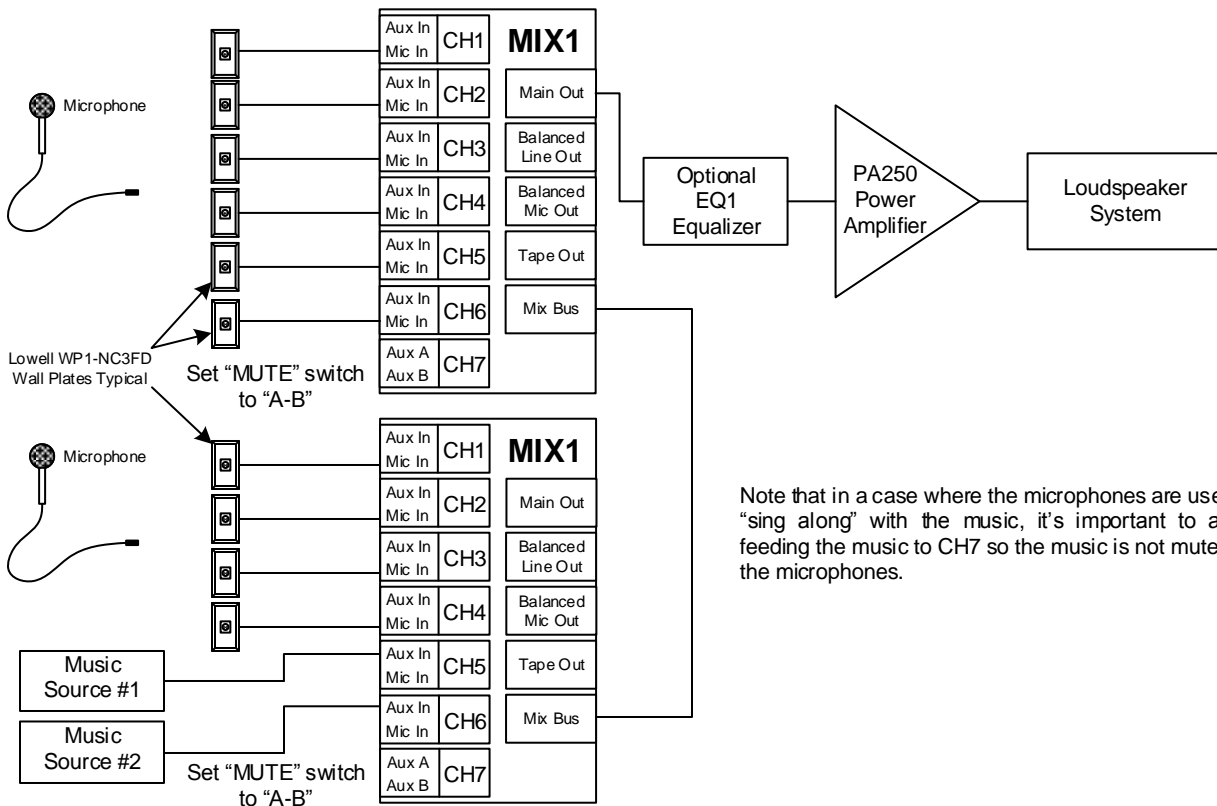 Aux In
Mic In
CH1
MIX1
Aux In
Mic In
CH2
Main Out
Microphone
Aux In
Mic In
CH3
Balanced
Line Out
Optional
EQ1
Equalizer
PA250
Power
Amplifier
Loudspeaker
System
Aux In
Mic In
CH4
Balanced
Mic Out
Aux In
Mic In
CH5
Tape Out
Aux In
Mic In
CH6
Mix Bus
Lowell WP1-NC3FD
Wall Plates Typical
Set “MUTE” switch
to “A-B”
Aux A
Aux B
CH7
Aux In
Mic In
CH1
MIX1
Microphone
Aux In
Mic In
CH2
Main Out
Aux In
Mic In
CH3
Balanced
Line Out
Note that in a case where the microphones are use
“sing along” with the music, it’s important to a
feeding the music to CH7 so the music is not mute
the microphones.
Aux In
Mic In
CH4
Balanced
Mic Out
Music
Source #1
Aux In
Mic In
CH5
Tape Out
Music
Source #2
Aux In
Mic In
CH6
Mix Bus
Set “MUTE” switch
to “A-B”
Aux A
Aux B
CH7